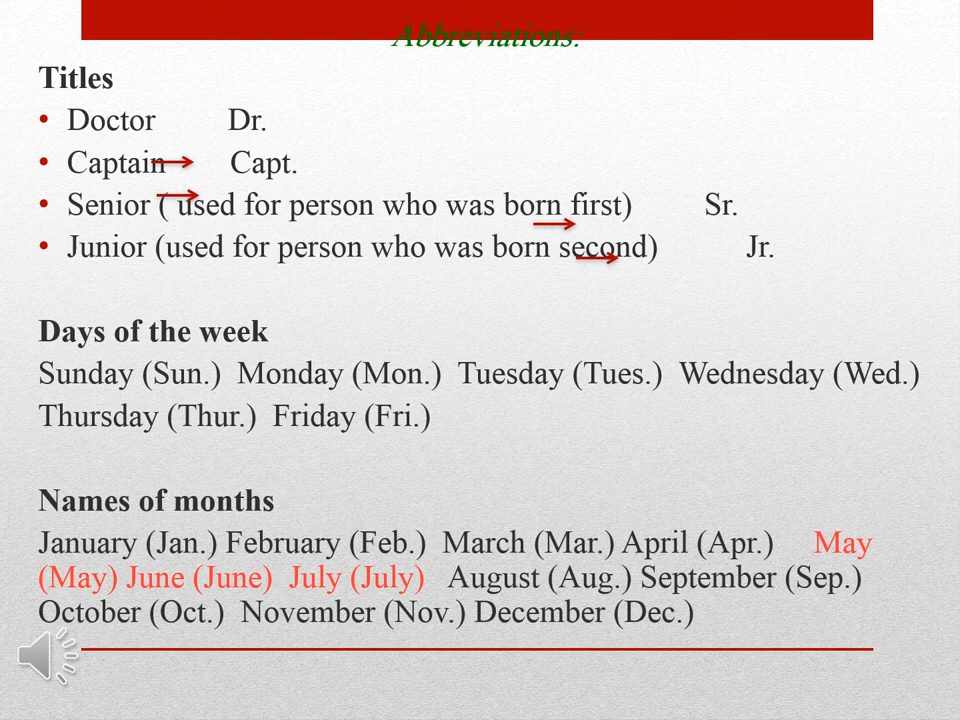 Abbreviations:
Titles
• Doctor Dr.
• Captain Capt.
• Senior ( used for person who was born first) Sr.
• Junior (used for person who was born second) Jr.
Days of the week
Sunday (Sun.) Monday (Mon.) Tuesday (Tues.) Wednesday (Wed.)
Thursday (Thur.) Friday (Fri.)
Names of months
January (Jan.) February (Feb.) March (Mar.) April (Apr.) May
(May) June (June) July (July) August (Aug.) September (Sep.)
October (Oct.) November (Nov.) December (Dec.)